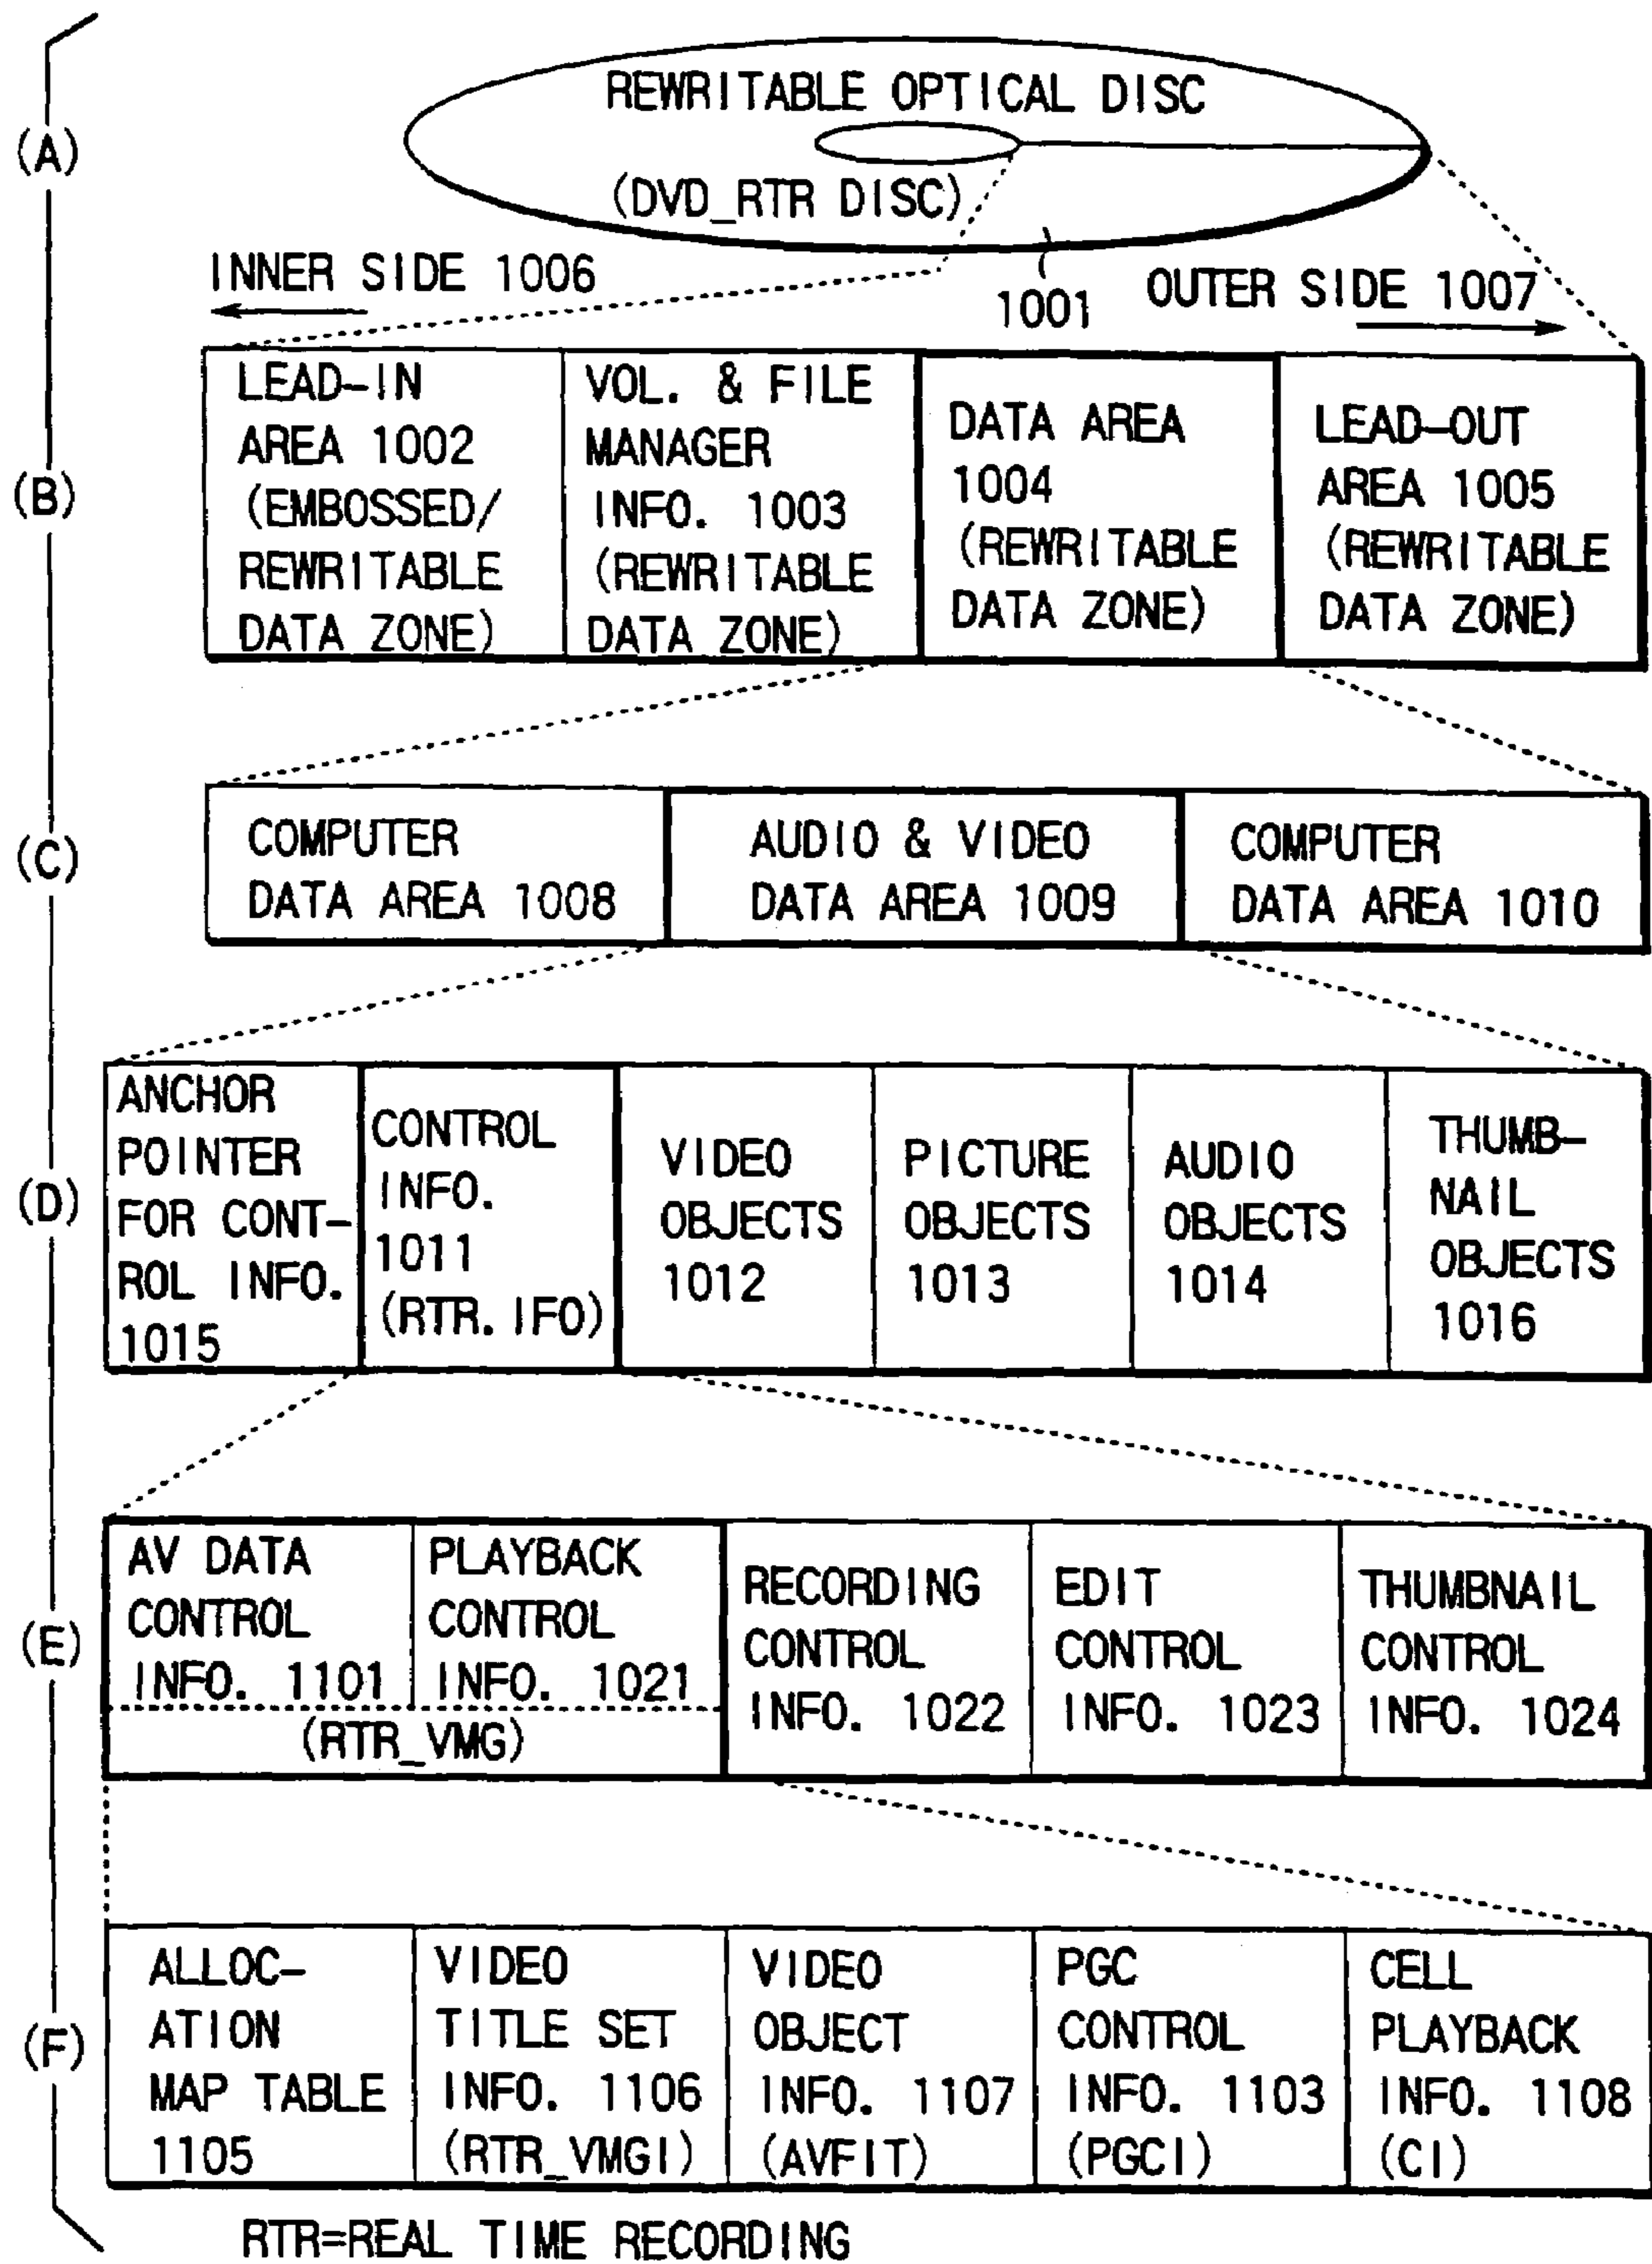 (A)
REWRITABLE OPTICAL DISC
(DVD_RTR DISC)
1001
INNER SIDE 1006
OUTER SIDE 1007
(B)
LEAD-IN
AREA 1002
(EMBOSSED/
REWRITABLE
DATA ZONE)
VOL. & FILE
MANAGER
INFO. 1003
(REWRITABLE
DATA ZONE)
DATA AREA
1004
(REWRITABLE
DATA ZONE)
LEAD-OUT
AREA 1005
(REWRITABLE
DATA ZONE)
(C)
COMPUTER
DATA AREA 1008
AUDIO & VIDEO
DATA AREA 1009
COMPUTER
DATA AREA 1010
(D)
ANCHOR
POINTER
FOR CONT-
ROL INFO.
1015
CONTROL
INFO.
1011
(RTR. IFO)
VIDEO
OBJECTS
1012
PICTURE
OBJECTS
1013
AUDIO
OBJECTS
1014
THUMB-
NAIL
OBJECTS
1016
(E)
AV DATA
CONTROL
INFO. 1101
PLAYBACK
CONTROL
INFO. 1021
(RTR_VMG)
RECORDING
CONTROL
INFO. 1022
EDIT
CONTROL
INFO. 1023
THUMBNAIL
CONTROL
INFO. 1024
(F)
ALLOC-
ATION
MAP TABLE
1105
VIDEO
TITLE SET
INFO. 1106
(RTR_VMGI)
VIDEO
OBJECT
INFO. 1107
(AVFIT)
PGC
CONTROL
INFO. 1103
(PGCI)
CELL
PLAYBACK
INFO. 1108
(CI)
RTR=REAL TIME RECORDING